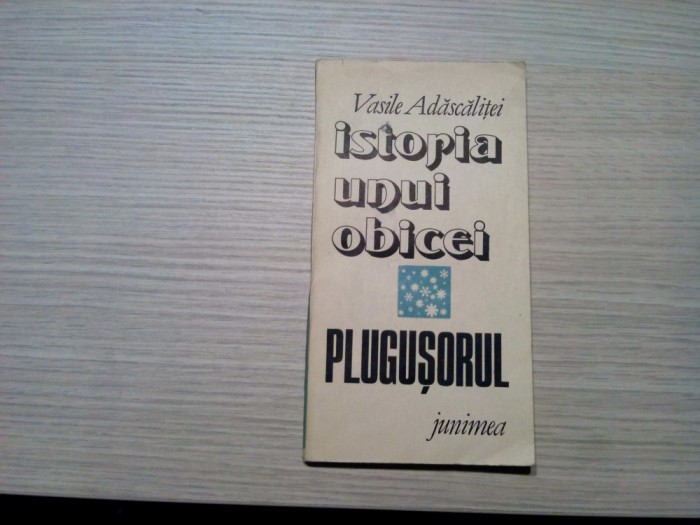 Vasile Adăscăliței
istoria
unui
obicei
PLUGUȘORUL
junimea